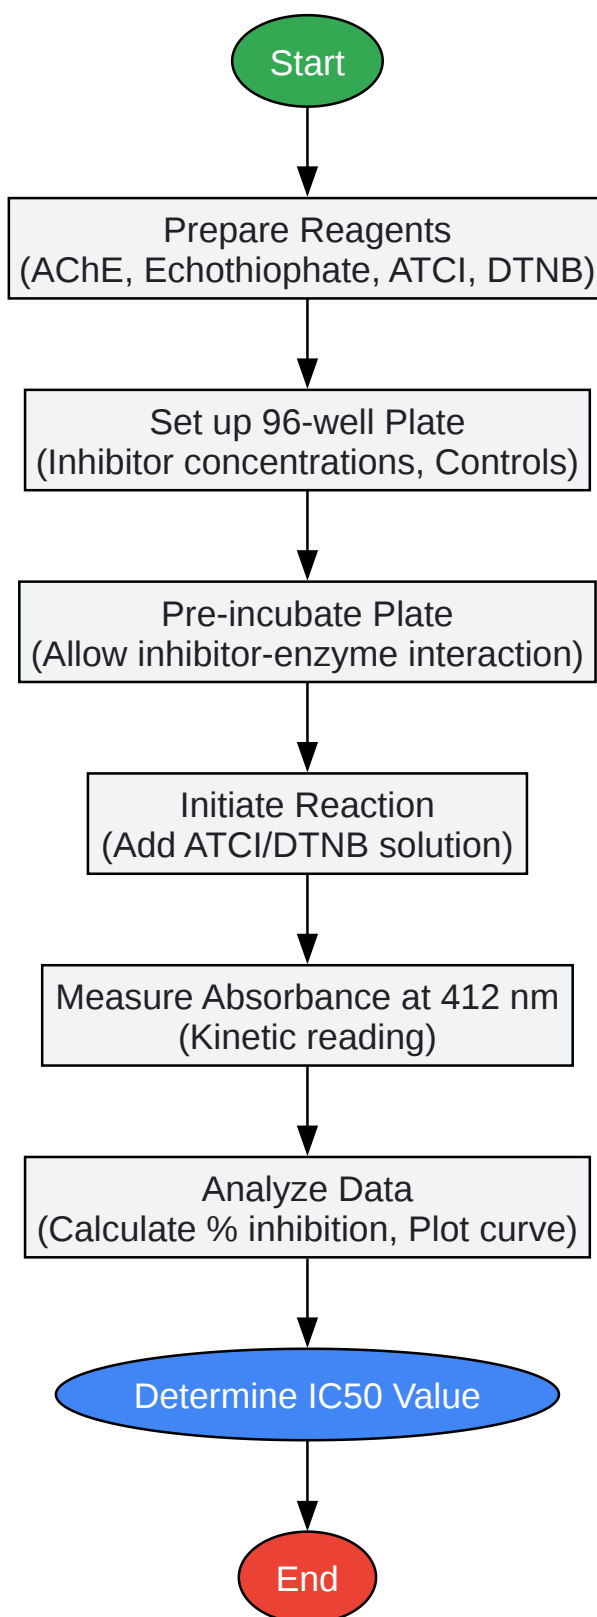 Start
Prepare Reagents
(AChE, Echothiophate, ATCI, DTNB)
Set up 96-well Plate
(Inhibitor concentrations, Controls)
Pre-incubate Plate
(Allow inhibitor-enzyme interaction)
Initiate Reaction
(Add ATCI/DTNB solution)
Measure Absorbance at 412 nm
(Kinetic reading)
Analyze Data
(Calculate % inhibition, Plot curve)
Determine IC50 Value
End